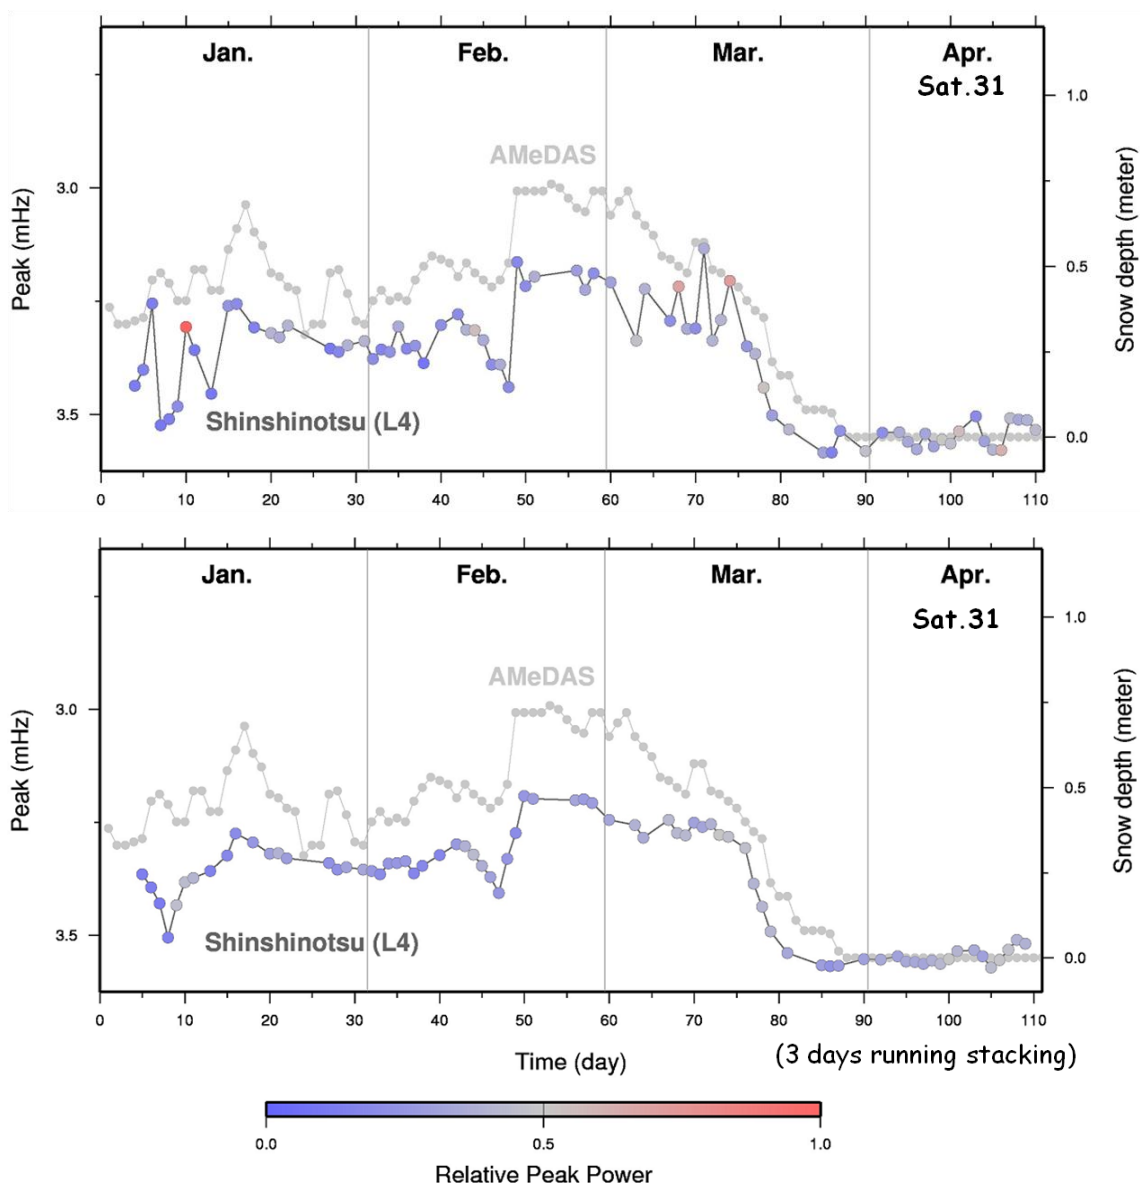 Jan. Feb. Mar. Apr.
Sat.31
AMeDAS
Shinshinotsu (L4)
Peak (mHz)
3.0
3.5
Snow depth (meter)
1.0
0.5
0.0
0 10 20 30 40 50 60 70 80 90 100 110
Jan. Feb. Mar. Apr.
Sat.31
AMeDAS
Shinshinotsu (L4)
Peak (mHz)
3.0
3.5
Snow depth (meter)
1.0
0.5
0.0
0 10 20 30 40 50 60 70 80 90 100 110
Time (day)
(3 days running stacking)
0.0 0.5 1.0
Relative Peak Power